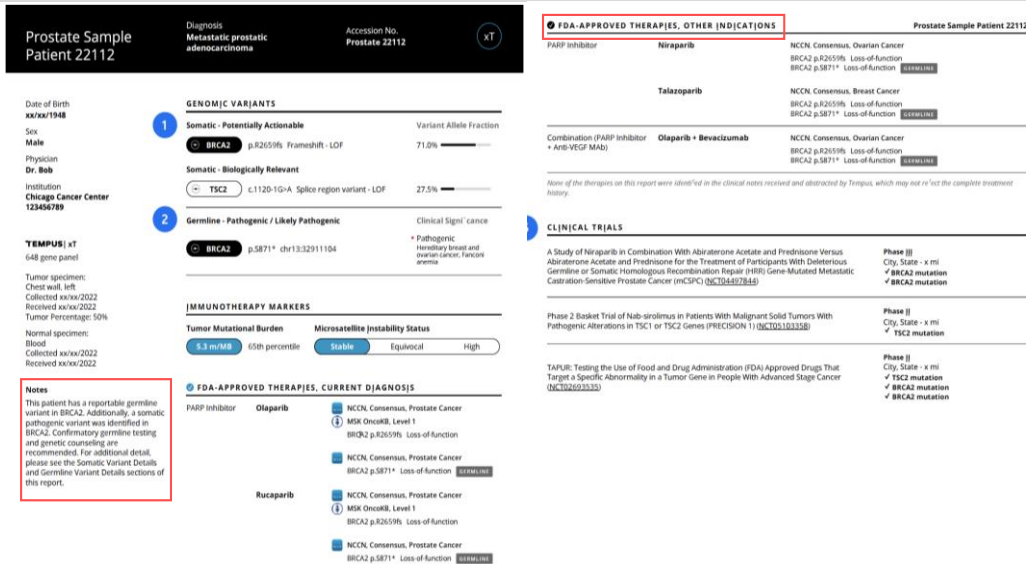 Prostate Sample
Patient 22112
Diagnosis
Metastatic prostatic
adenocarcinoma
Accession No.
Prostate 22112
xT
Date of Birth
xx/xx/1948
Sex
Male
Physician
Dr. Bob
Institution
Chicago Cancer Center
123456789
TEMPUS| xT
648 gene panel
Tumor specimen:
Chest wall, left
Collected xx/xx/2022
Received xx/xx/2022
Tumor Percentage: 50%
Normal specimen:
Blood
Collected xx/xx/2022
Received xx/xx/2022
Notes
This patient has a reportable germline
variant in BRCA2. Additionally, a somatic
pathogenic variant was identified in
BRCA2. Confirmatory germline testing
and genetic counseling are
recommended. For additional detail,
please see the Somatic Variant Details
and Germline Variant Details sections of
this report.
GENOMIC VARIANTS
1
Somatic - Potentially Actionable Variant Allele Fraction
BRCA2 p.R2659fs Frameshift - LOF 71.0%
Somatic - Biologically Relevant
TSC2 c.1120-1G>A Splice region variant - LOF 27.5%
2
Germline - Pathogenic / Likely Pathogenic Clinical Signi cance
BRCA2 p.S871* chr13:32911104
Pathogenic
Hereditary breast and
ovarian cancer, Fanconi
anemia
IMMUNOTHERAPY MARKERS
Tumor Mutational Burden Microsatellite Instability Status
5.3 m/MB 65th percentile Stable Equivocal High
FDA-APPROVED THERAPIES, CURRENT DIAGNOSIS
PARP Inhibitor Olaparib NCCN, Consensus, Prostate Cancer
MSK OncoKB, Level 1
BRCA2 p.R2659fs Loss-of-function
NCCN, Consensus, Prostate Cancer
BRCA2 p.S871* Loss-of-function GERMLINE
Rucaparib NCCN, Consensus, Prostate Cancer
MSK OncoKB, Level 1
BRCA2 p.R2659fs Loss-of-function
NCCN, Consensus, Prostate Cancer
BRCA2 p.S871* Loss-of-function GERMLINE
FDA-APPROVED THERAPIES, OTHER INDICATIONS Prostate Sample Patient 22112
PARP Inhibitor Niraparib NCCN, Consensus, Ovarian Cancer
BRCA2 p.R2659fs Loss-of-function
BRCA2 p.S871* Loss-of-function GERMLINE
Talazoparib NCCN, Consensus, Breast Cancer
BRCA2 p.R2659fs Loss-of-function
BRCA2 p.S871* Loss-of-function GERMLINE
Combination (PARP Inhibitor Olaparib + Bevacizumab NCCN, Consensus, Ovarian Cancer
+ Anti-VEGF MAb) BRCA2 p.R2659fs Loss-of-function
BRCA2 p.S871* Loss-of-function GERMLINE
None of the therapies on this report were identified in the clinical notes received and abstracted by Tempus, which may not re ect the complete treatment
history.
CLINICAL TRIALS
A Study of Niraparib in Combination With Abiraterone Acetate and Prednisone Versus
Abiraterone Acetate and Prednisone for the Treatment of Participants With Deleterious
Germline or Somatic Homologous Recombination Repair (HRR) Gene-Mutated Metastatic
Castration-Sensitive Prostate Cancer (mCSPC) (NCT04497844)
Phase III
City, State - x mi
✓ BRCA2 mutation
✓ BRCA2 mutation
Phase 2 Basket Trial of Nab-sirolimus in Patients With Malignant Solid Tumors With
Pathogenic Alterations in TSC1 or TSC2 Genes (PRECISION 1) (NCT05103358)
Phase II
City, State - x mi
✓ TSC2 mutation
TAPUR: Testing the Use of Food and Drug Administration (FDA) Approved Drugs That
Target a Specific Abnormality in a Tumor Gene in People With Advanced Stage Cancer
(NCT02693535)
Phase II
City, State - x mi
✓ TSC2 mutation
✓ BRCA2 mutation
✓ BRCA2 mutation